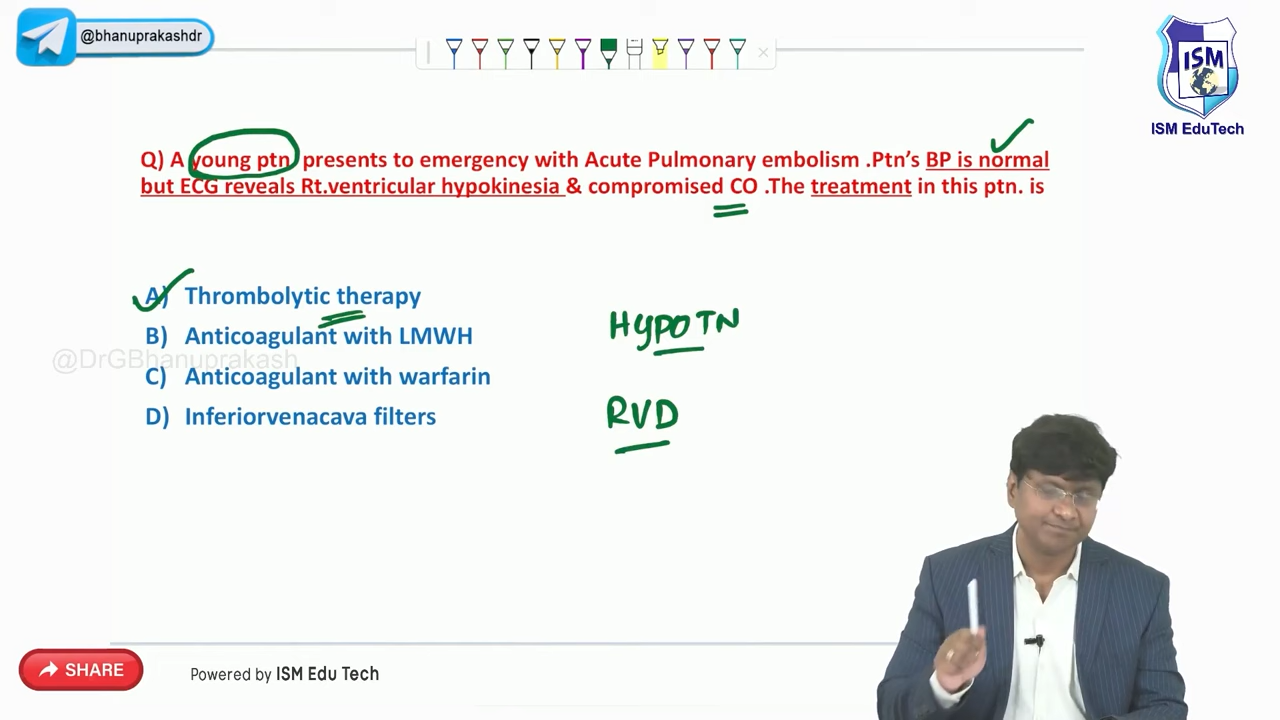 @bhanuprakashdr
ISM
ISM EduTech
Q) A young ptn presents to emergency with Acute Pulmonary embolism .Ptn's BP is normal
but ECG reveals Rt.ventricular hypokinesia & compromised CO .The treatment in this ptn. is
A) Thrombolytic therapy
B) Anticoagulant with LMWH
C) Anticoagulant with warfarin
D) Inferiorvenacava filters
@DrGBhanuprakash
HYPOTN
RVD
SHARE
Powered by ISM Edu Tech